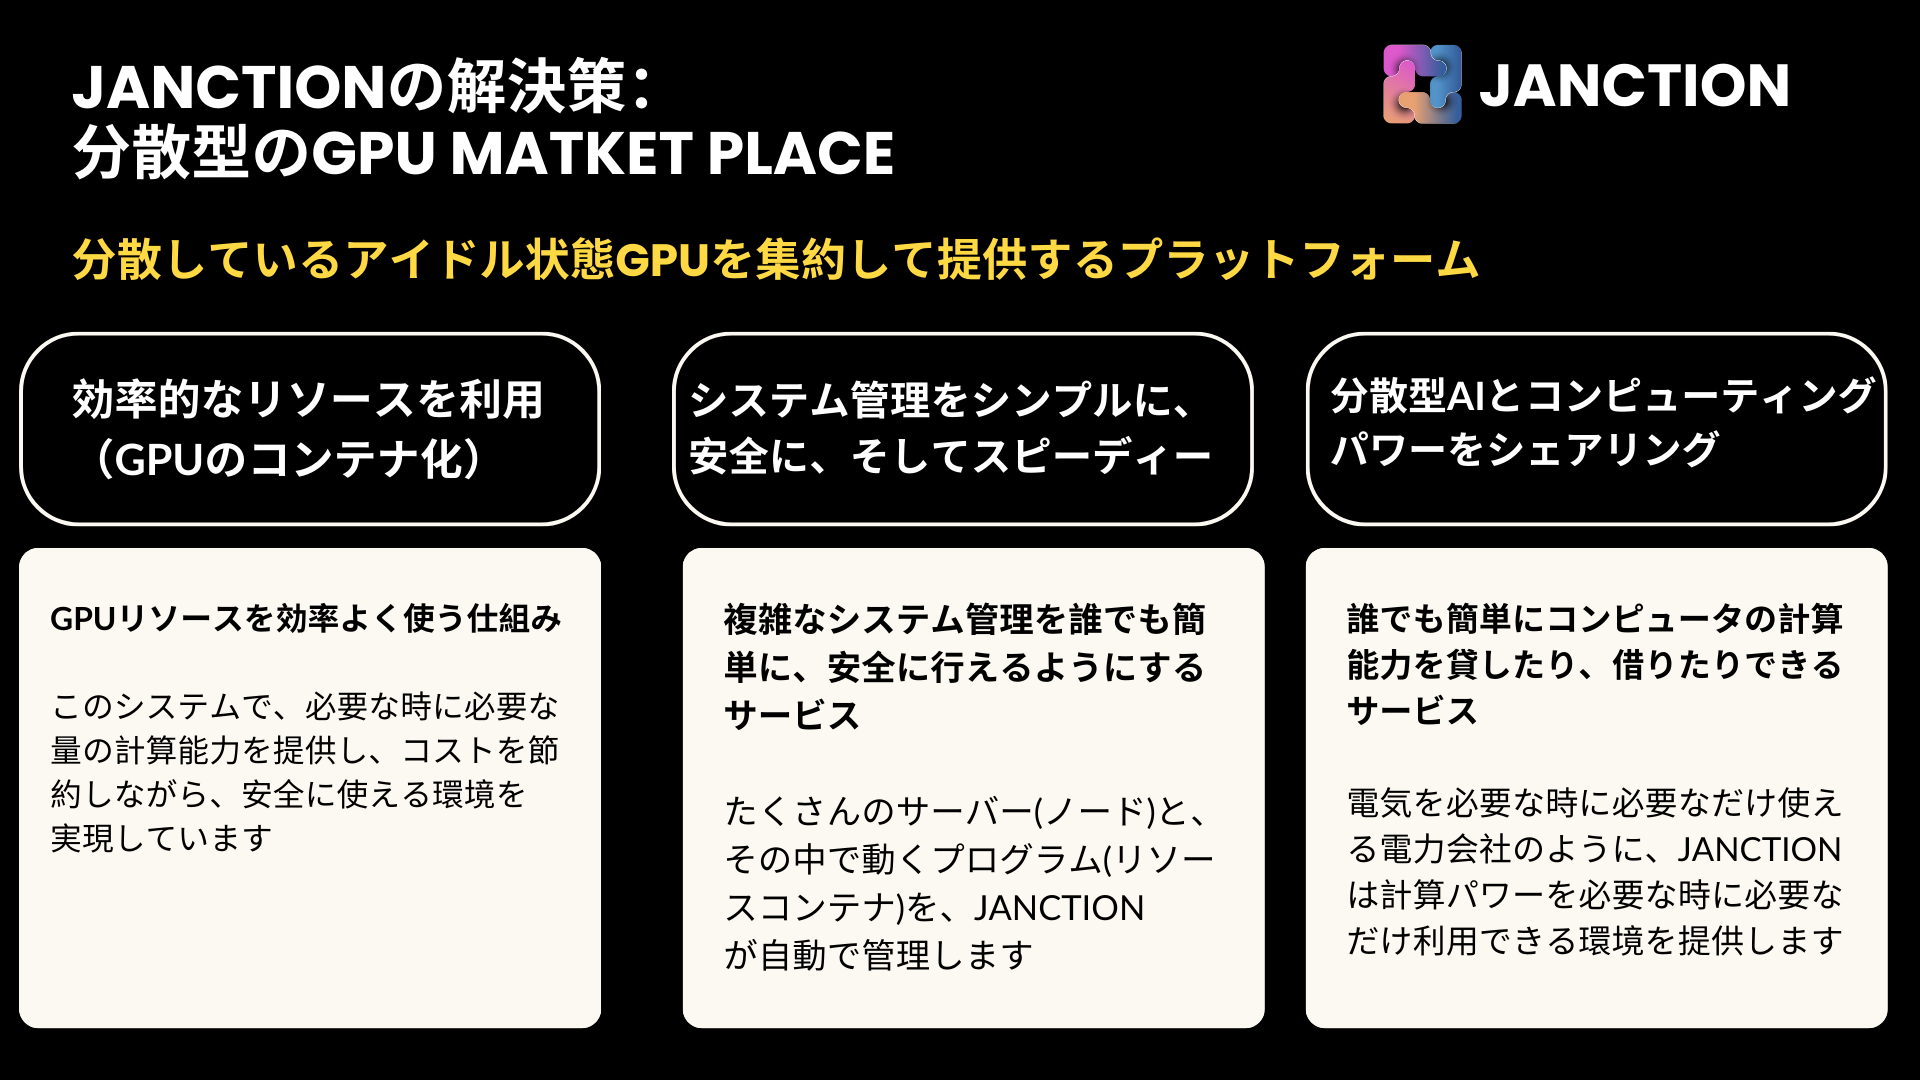 JANCTIONの解決策：
分散型のGPU MATKET PLACE
JANCTION
分散しているアイドル状態GPUを集約して提供するプラットフォーム
効率的なリソースを利用
（GPUのコンテナ化）
システム管理をシンプルに、
安全に、そしてスピーディー
分散型AIとコンピューティング
パワーをシェアリング
GPUリソースを効率よく使う仕組み
このシステムで、必要な時に必要な
量の計算能力を提供し、コストを節
約しながら、安全に使える環境を
実現しています
複雑なシステム管理を誰でも簡
単に、安全に行えるようにする
サービス
たくさんのサーバー(ノード)と、
その中で動くプログラム(リソー
スコンテナ)を、JANCTION
が自動で管理します
誰でも簡単にコンピュータの計算
能力を貸したり、借りたりできる
サービス
電気を必要な時に必要なだけ使え
る電力会社のように、JANCTION
は計算パワーを必要な時に必要な
だけ利用できる環境を提供します